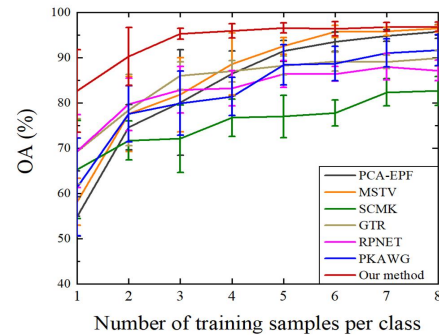 100
90
80
70
60
50
40
OA (%)
1 2 3 4 5 6 7 8
Number of training samples per class
PCA-EPF
MSTV
SCMK
GTR
RPNET
PKAWG
Our method